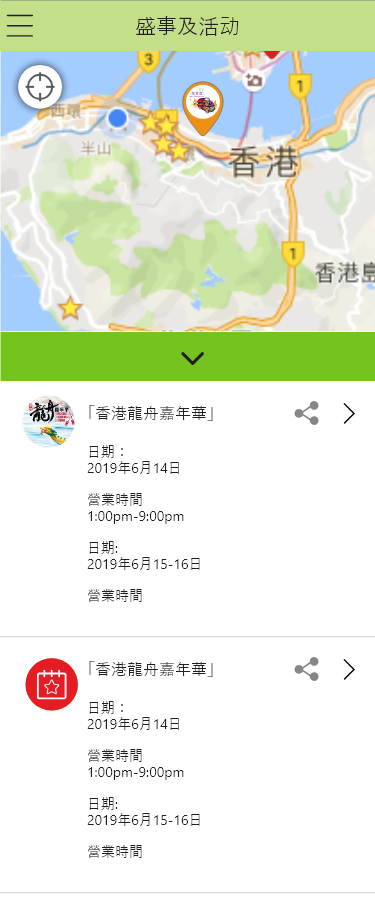 盛事及活动
3
1
西環
半山
香港
1
香港島
「香港龍舟嘉年華」
日期：
2019年6月14日
營業時間
1:00pm-9:00pm
日期:
2019年6月15-16日
營業時間
「香港龍舟嘉年華」
日期：
2019年6月14日
營業時間
1:00pm-9:00pm
日期:
2019年6月15-16日
營業時間